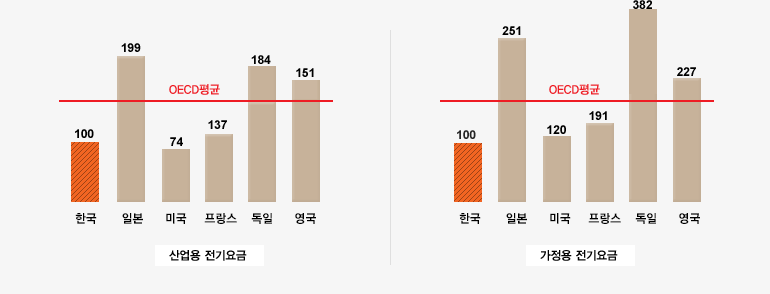 199
184
151
OECD평균
100
137
74
한국 일본 미국 프랑스 독일 영국
산업용 전기요금
382
251
227
OECD평균
191
100
120
한국 일본 미국 프랑스 독일 영국
가정용 전기요금